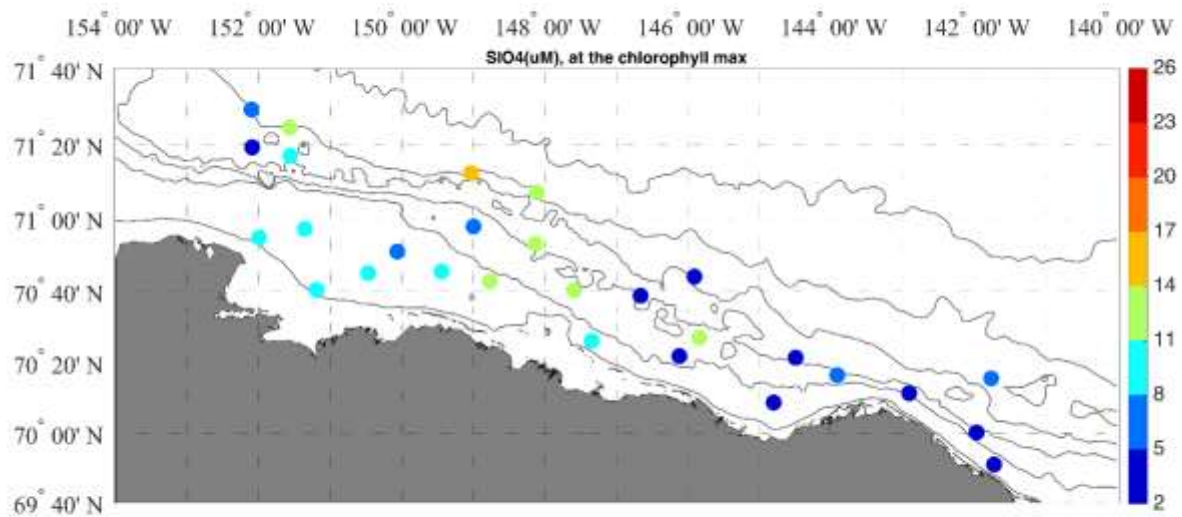 154° 00' W 152° 00' W 150° 00' W 148° 00' W 146° 00' W 144° 00' W 142° 00' W 140° 00' W
SIO4(uM), at the chlorophyll max
71° 40' N
71° 20' N
71° 00' N
70° 40' N
70° 20' N
70° 00' N
69° 40' N
26
23
20
17
14
11
8
5
2